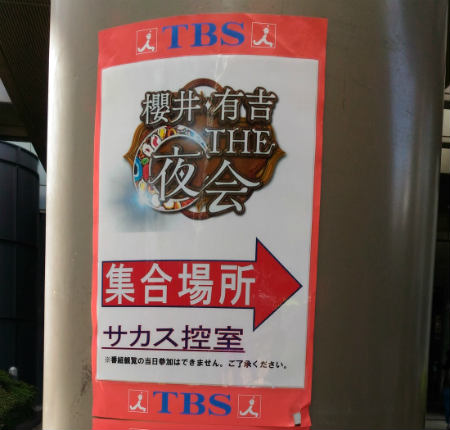 TBS
櫻井・有吉
THE
夜会
集合場所
サカス控室
※番組観覧の当日参加はできません。ご了承ください。
TBS